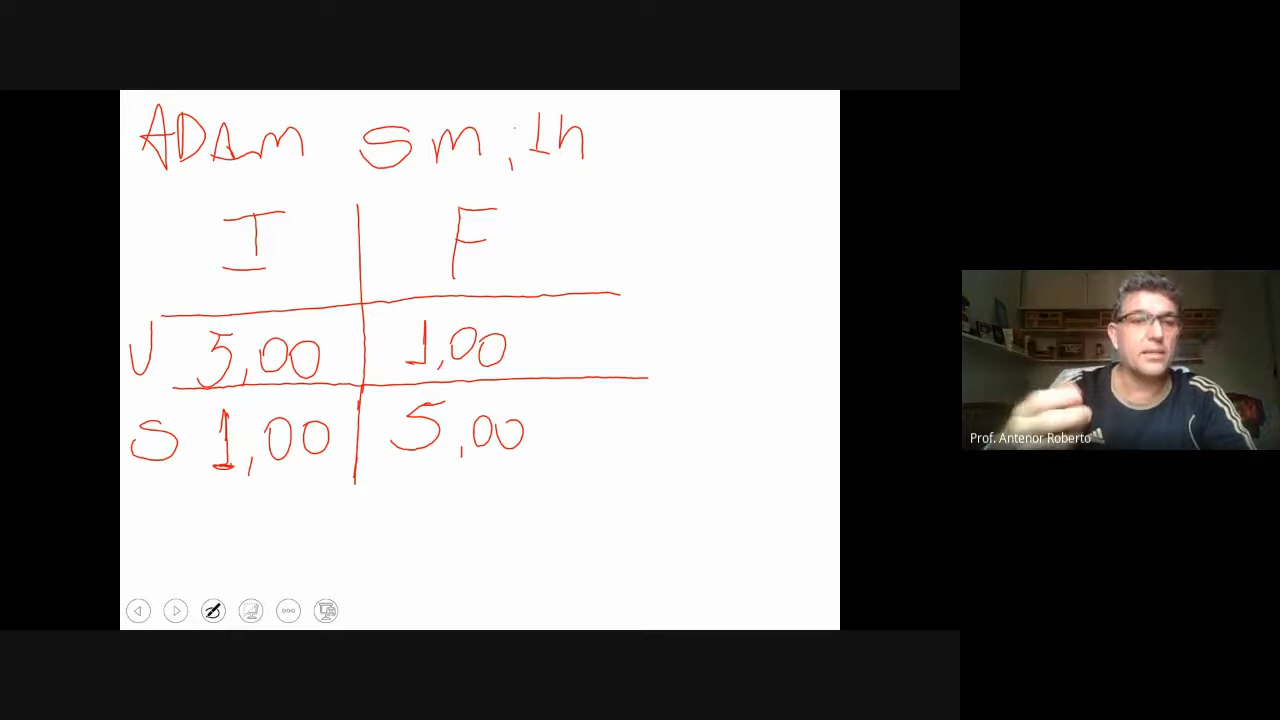 ADAM Smith
I F
V 5,00 1,00
S 1,00 5,00
Prof. Antenor Roberto